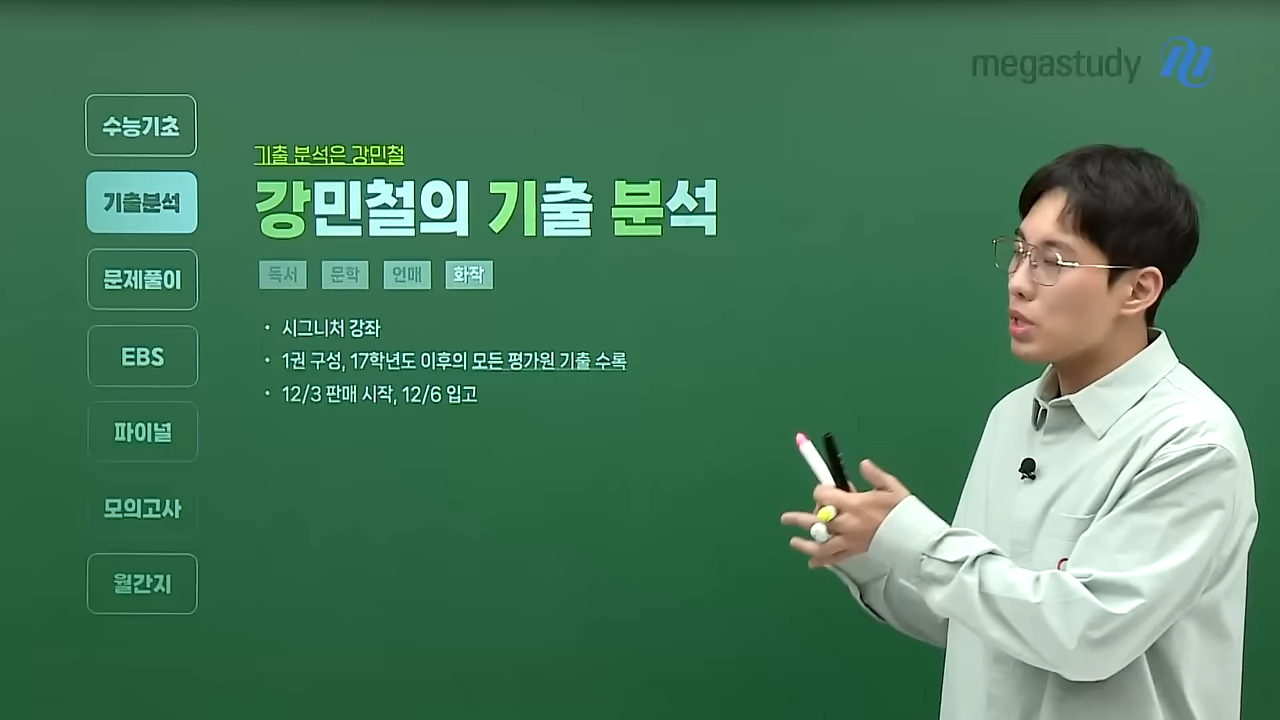 megastudy
수능기초
기출분석
문제풀이
EBS
파이널
모의고사
월간지
기출 분석은 강민철
강민철의 기출 분석
독서 문학 언매 화작
• 시그니처 강좌
• 1권 구성, 17학년도 이후의 모든 평가원 기출 수록
• 12/3 판매 시작, 12/6 입고